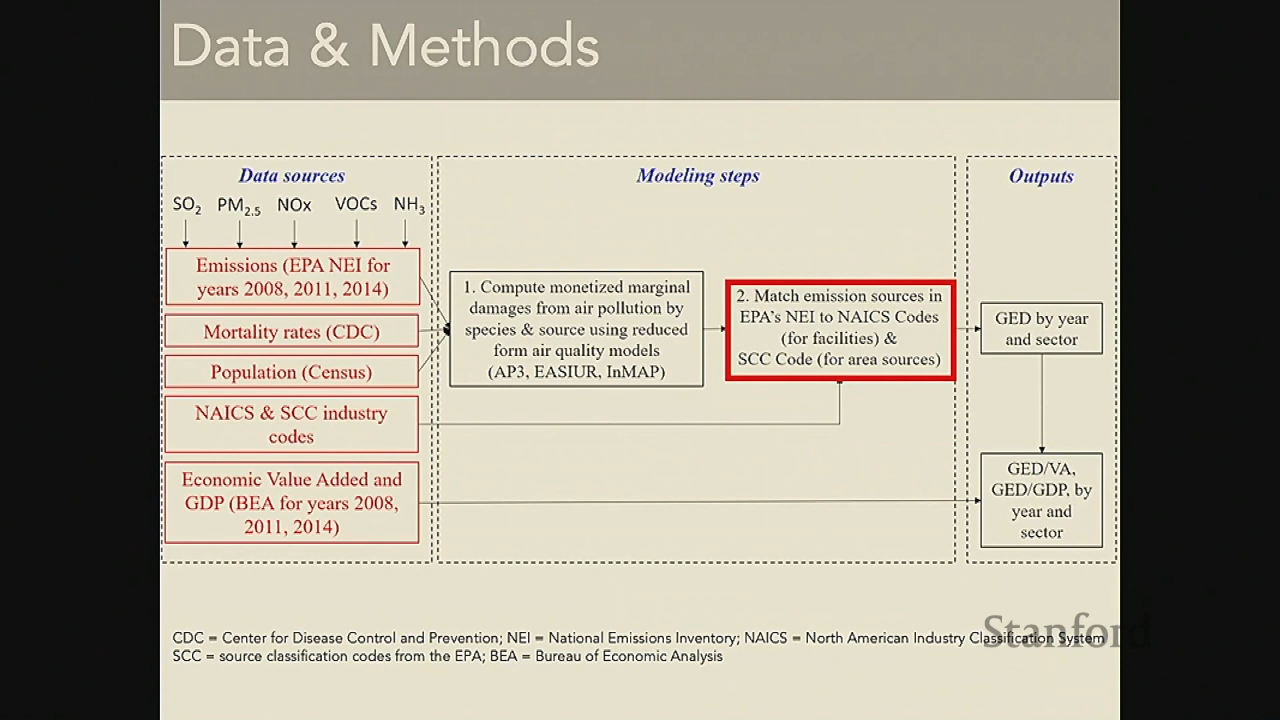 Data & Methods
Data sources
SO2 PM2.5 NOx VOCs NH3
Emissions (EPA NEI for
years 2008, 2011, 2014)
Mortality rates (CDC)
Population (Census)
NAICS & SCC industry
codes
Economic Value Added and
GDP (BEA for years 2008,
2011, 2014)
Modeling steps
1. Compute monetized marginal
damages from air pollution by
species & source using reduced
form air quality models
(AP3, EASIUR, InMAP)
2. Match emission sources in
EPA's NEI to NAICS Codes
(for facilities) &
SCC Code (for area sources)
Outputs
GED by year
and sector
GED/VA,
GED/GDP, by
year and
sector
CDC = Center for Disease Control and Prevention; NEI = National Emissions Inventory; NAICS = North American Industry Classification System
SCC = source classification codes from the EPA; BEA = Bureau of Economic Analysis
Stanford